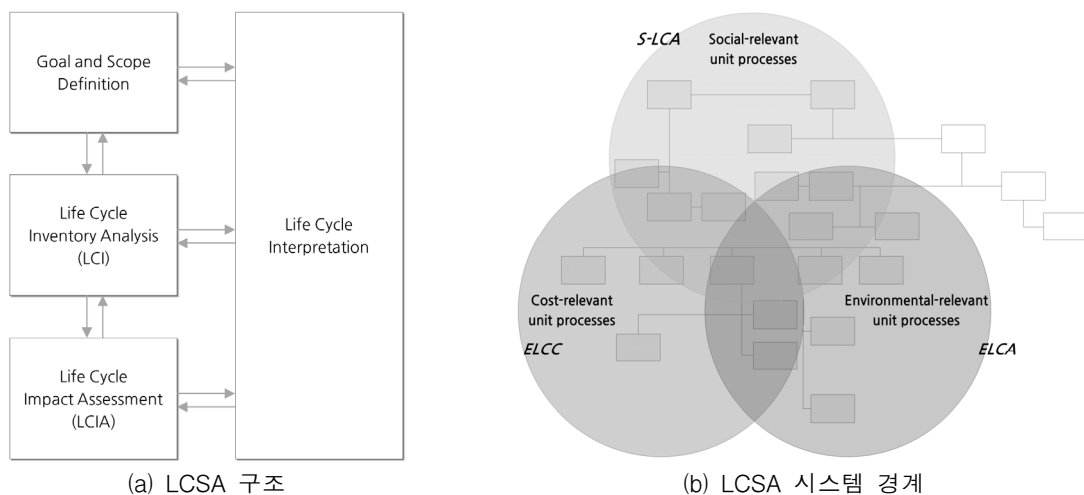 Goal and Scope
Definition
Life Cycle
Inventory Analysis
(LCI)
Life Cycle
Impact Assessment
(LCIA)
Life Cycle
Interpretation
(a) LCSA 구조
S-LCA
Social-relevant
unit processes
Cost-relevant
unit processes
ELCC
Environmental-relevant
unit processes
ELCA
(b) LCSA 시스템 경계